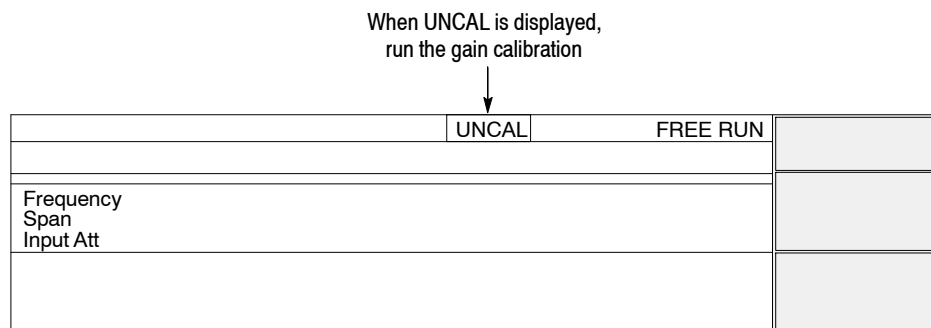 When UNCAL is displayed,
run the gain calibration
UNCAL FREE RUN
Frequency
Span
Input Att